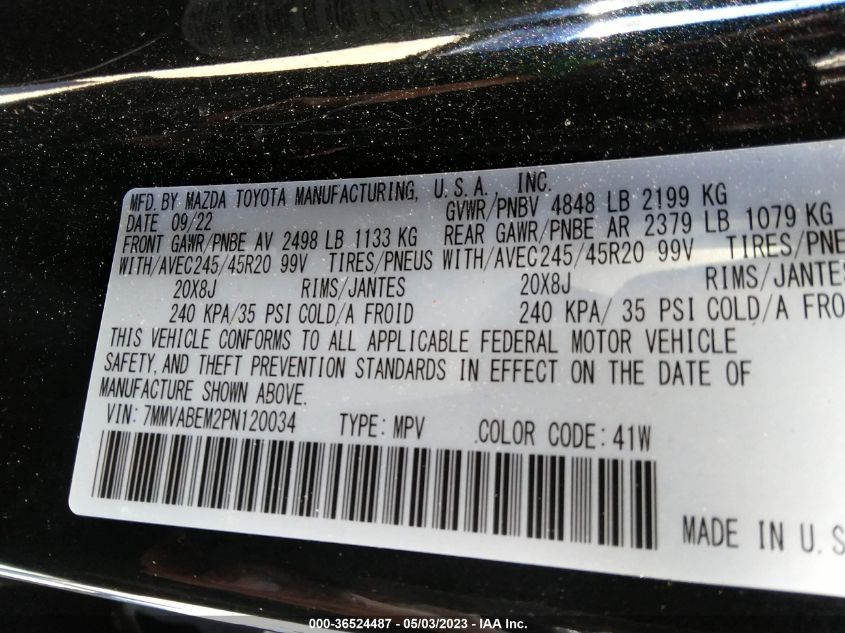 MFD. BY MAZDA TOYOTA MANUFACTURING, U.S.A., INC.
DATE 09/22 GVWR/PNBV 4848 LB 2199 KG
FRONT GAWR/PNBE AV 2498 LB 1133 KG REAR GAWR/PNBE AR 2379 LB 1079 KG
WITH/AVEC245/45R20 99V TIRES/PNEUS WITH/AVEC245/45R20 99V TIRES/PNE
20X8J RIMS/JANTES 20X8J RIMS/JANTES
240 KPA/ 35 PSI COLD/A FROID 240 KPA/ 35 PSI COLD/A FRO
THIS VEHICLE CONFORMS TO ALL APPLICABLE FEDERAL MOTOR VEHICLE
SAFETY, AND THEFT PREVENTION STANDARDS IN EFFECT ON THE DATE OF
MANUFACTURE SHOWN ABOVE.
VIN: 7MMVABEM2PN120034 TYPE: MPV COLOR CODE: 41W
MADE IN U.S
000-36524487 - 05/03/2023 - IAA Inc.